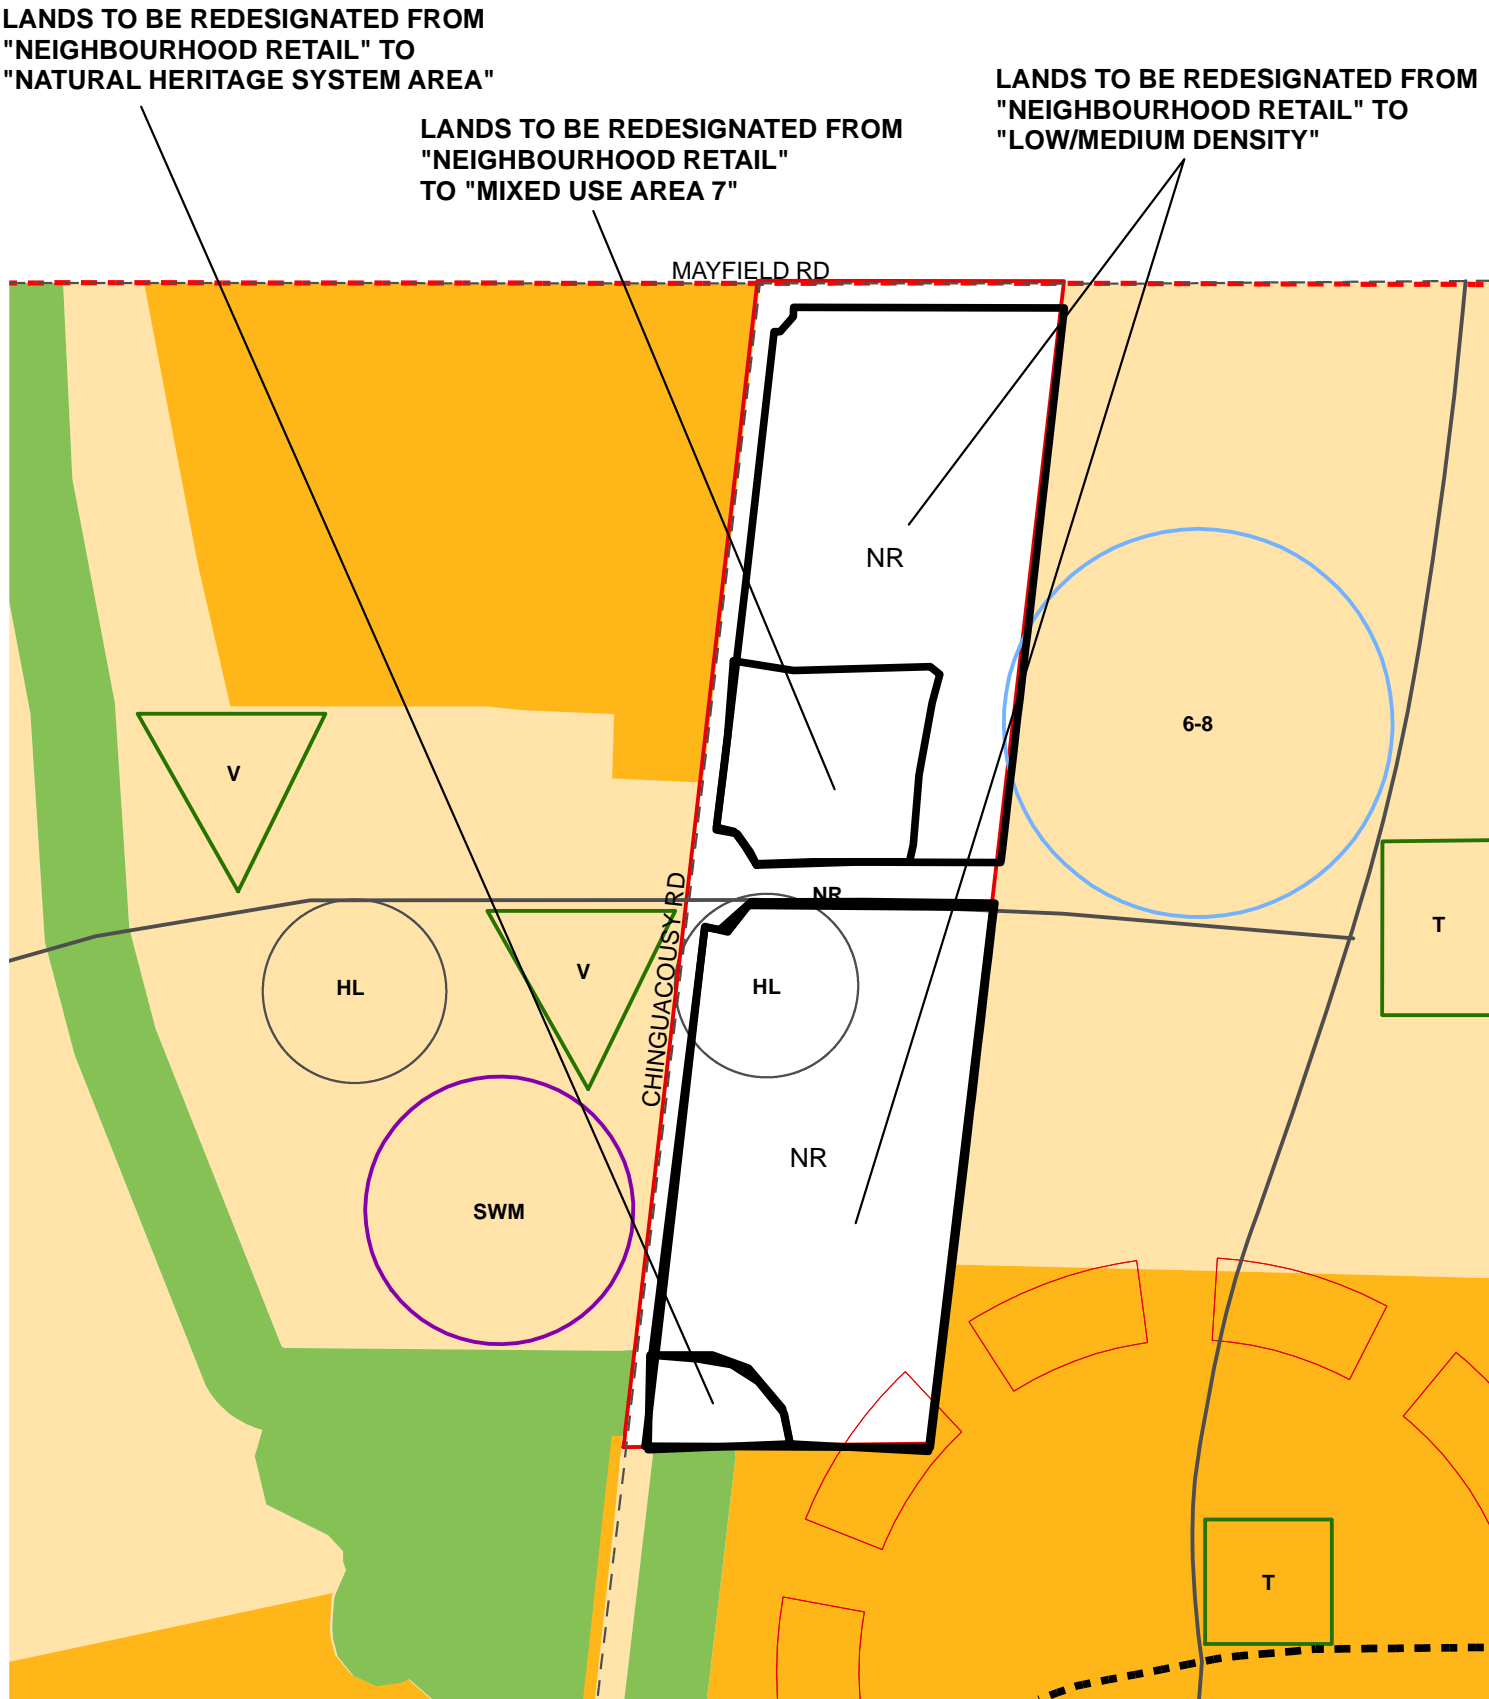 LANDS TO BE REDESIGNATED FROM
"NEIGHBOURHOOD RETAIL" TO
"NATURAL HERITAGE SYSTEM AREA"
LANDS TO BE REDESIGNATED FROM
"NEIGHBOURHOOD RETAIL" TO
"LOW/MEDIUM DENSITY"
LANDS TO BE REDESIGNATED FROM
"NEIGHBOURHOOD RETAIL"
TO "MIXED USE AREA 7"
MAYFIELD RD
NR
6-8
V
NR
T
CHINGUACOUSY RD
V
HL
HL
NR
SWM
T